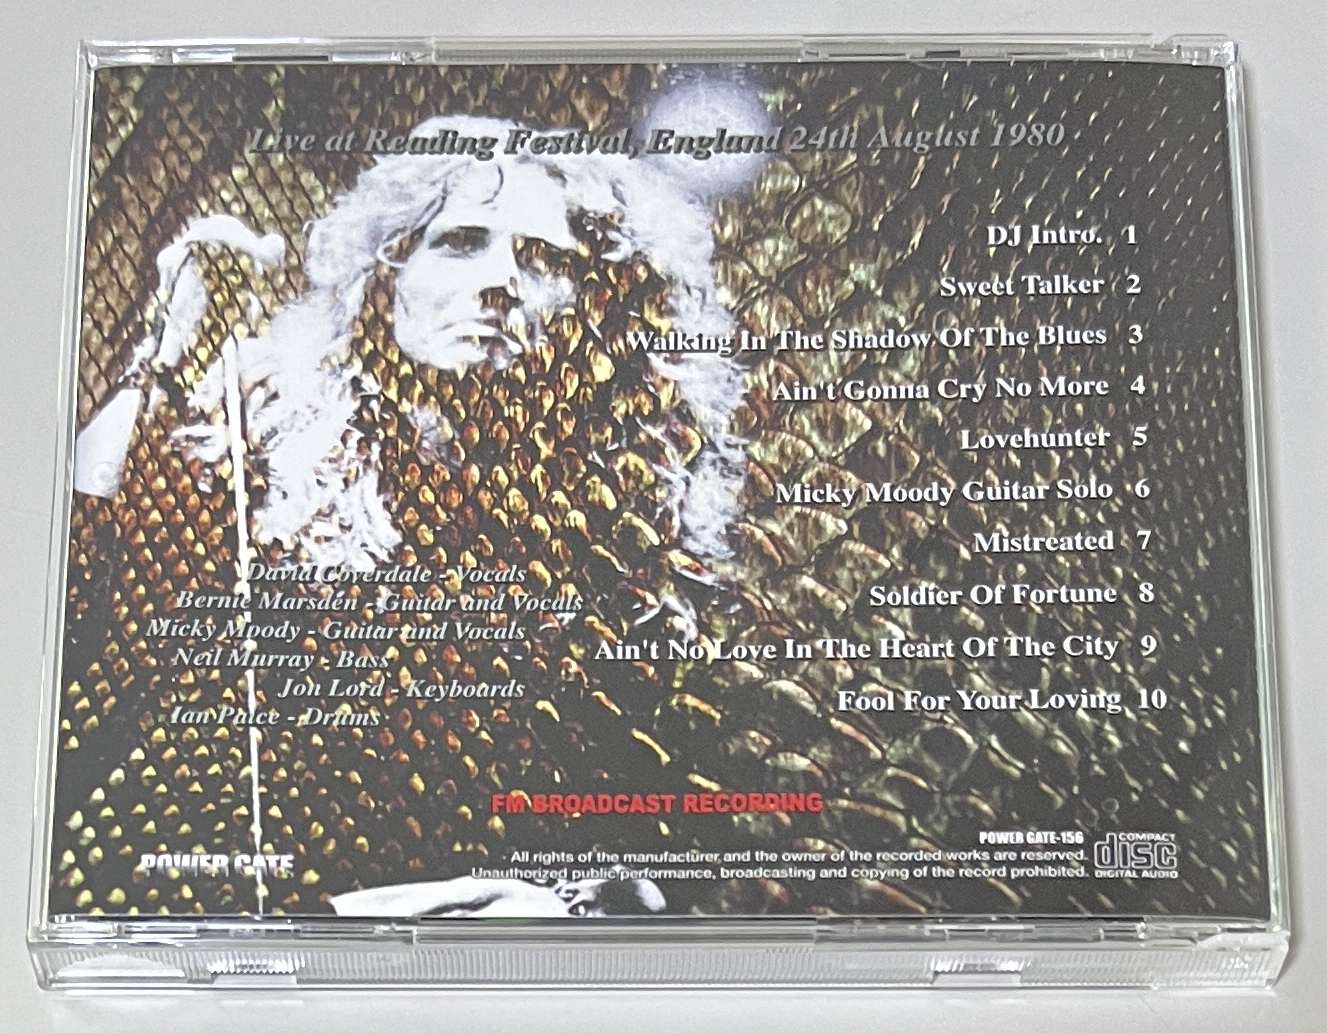 Live at Reading Festival, England 24th August 1980
DJ Intro. 1
Sweet Talker 2
Walking In The Shadow Of The Blues 3
Ain't Gonna Cry No More 4
Lovehunter 5
Micky Moody Guitar Solo 6
Mistreated 7
Soldier Of Fortune 8
Ain't No Love In The Heart Of The City 9
Fool For Your Loving 10
David Coverdale - Vocals
Bernie Marsden - Guitar and Vocals
Micky Moody - Guitar and Vocals
Neil Murray - Bass
Jon Lord - Keyboards
Ian Paice - Drums
FM BROADCAST RECORDING
POWER GATE
POWER GATE-156
All rights of the manufacturer and the owner of the recorded works are reserved.
Unauthorized public performance, broadcasting and copying of the record prohibited.
COMPACT
disc
DIGITAL AUDIO